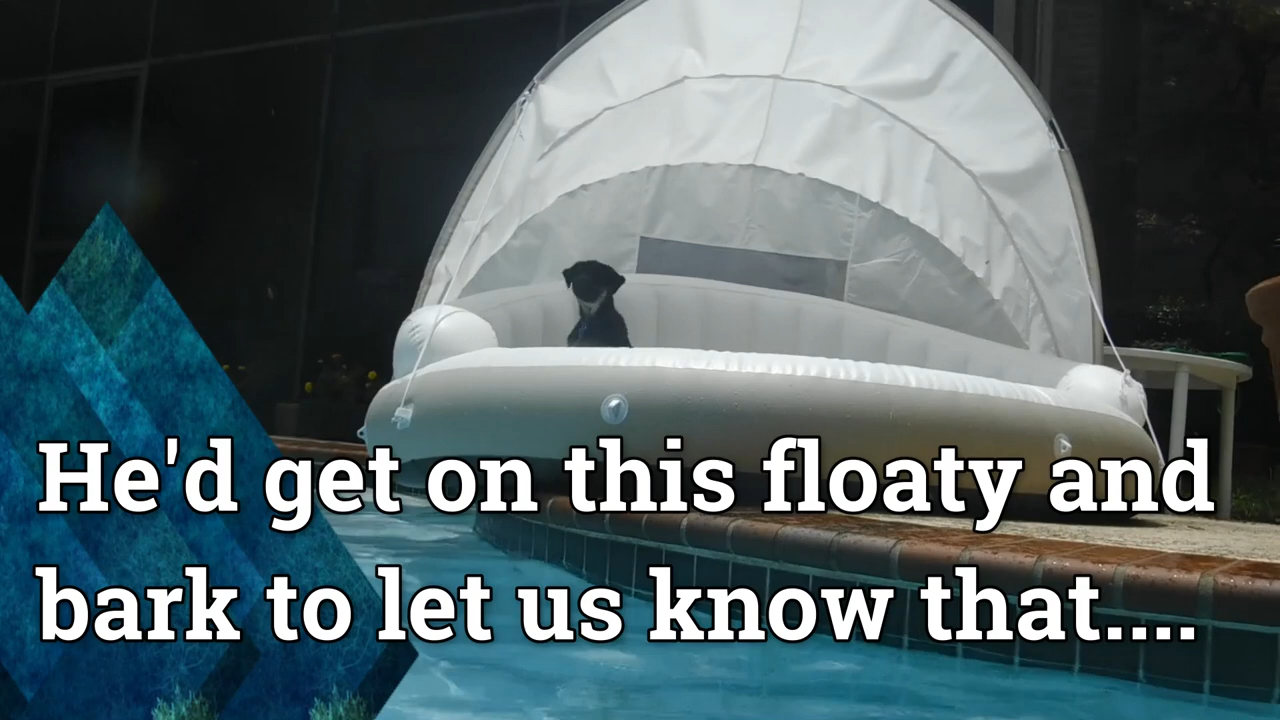 He'd get on this floaty and
bark to let us know that....